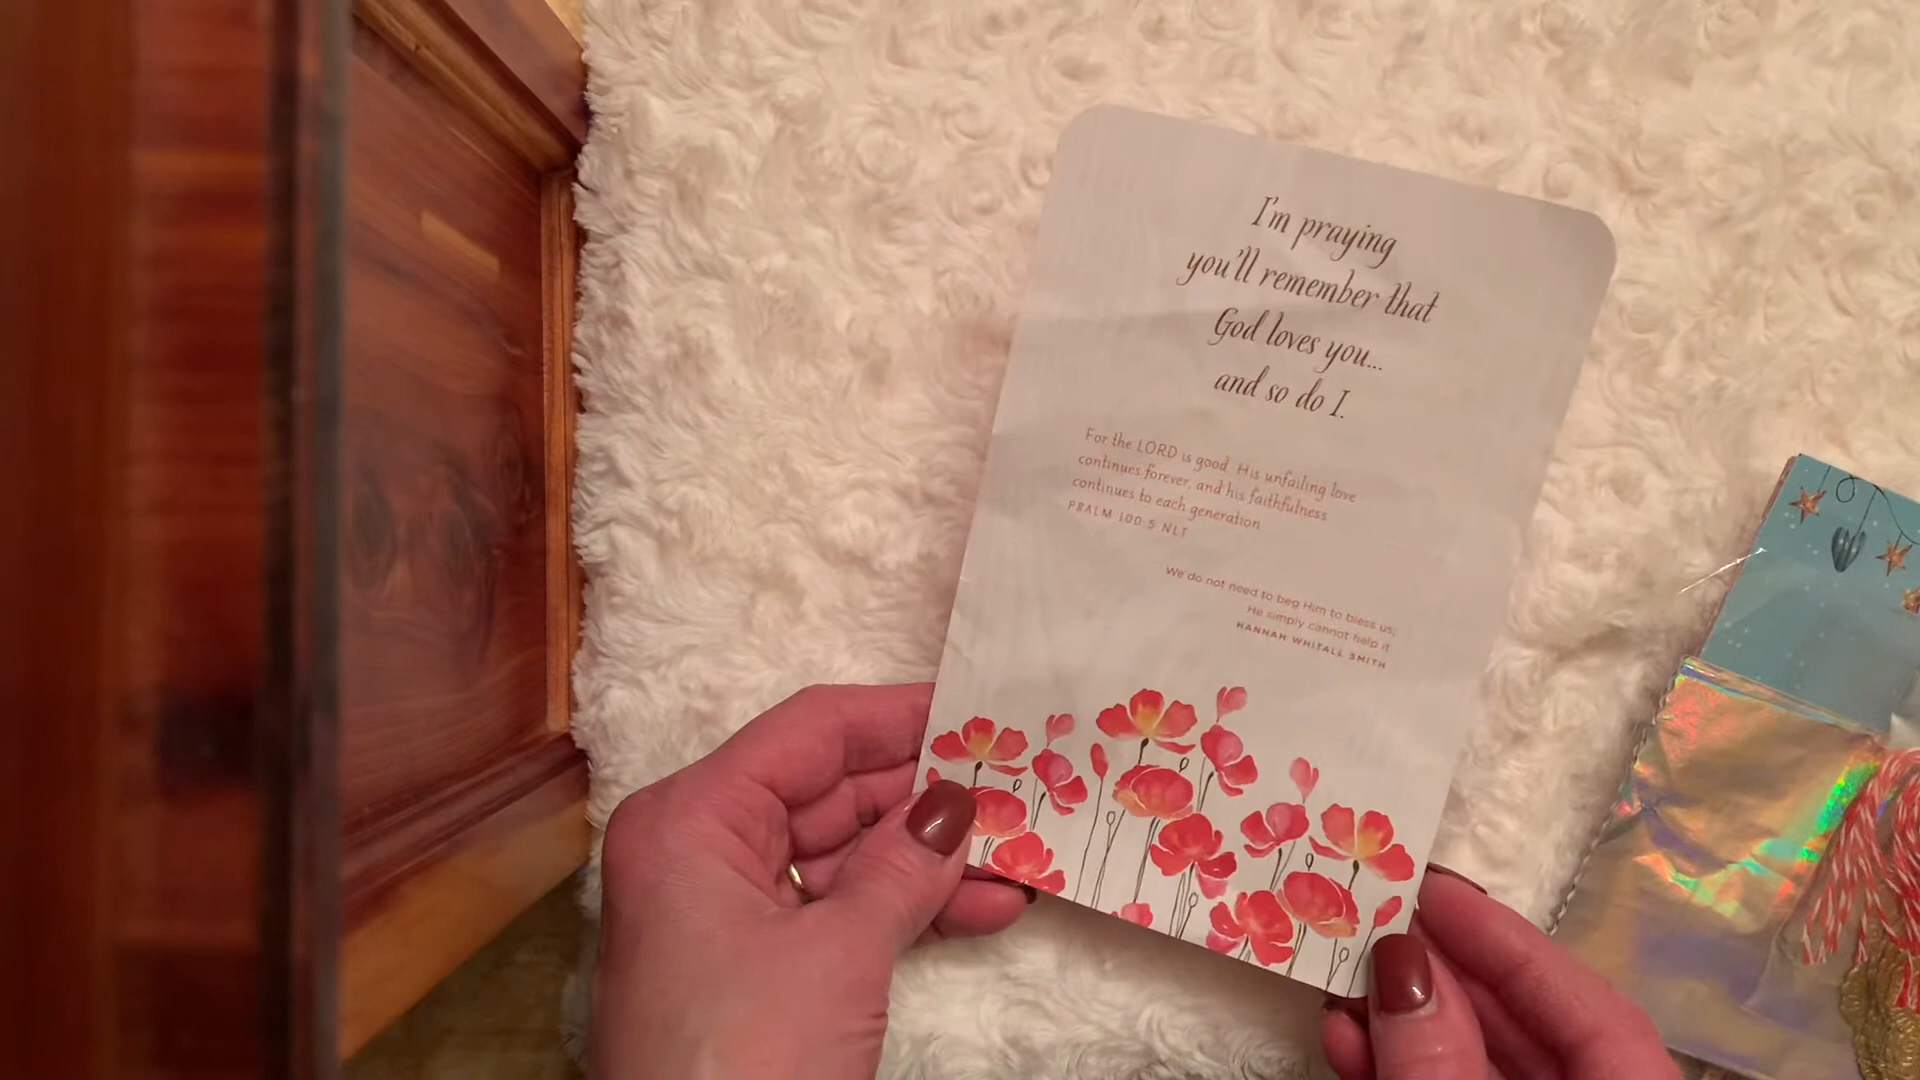 I'm praying
you'll remember that
God loves you...
and so do I.
For the LORD is good. His unfailing love
continues forever, and his faithfulness
continues to each generation.
PSALM 100:5 NLT
We do not need to beg Him to bless us;
He simply cannot help it.
HANNAH WHITALL SMITH